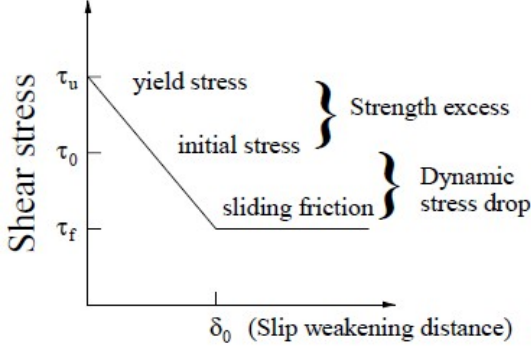 Shear stress
τu
yield stress
Strength excess
τ0
initial stress
Dynamic
stress drop
sliding friction
τf
δ0 (Slip weakening distance)